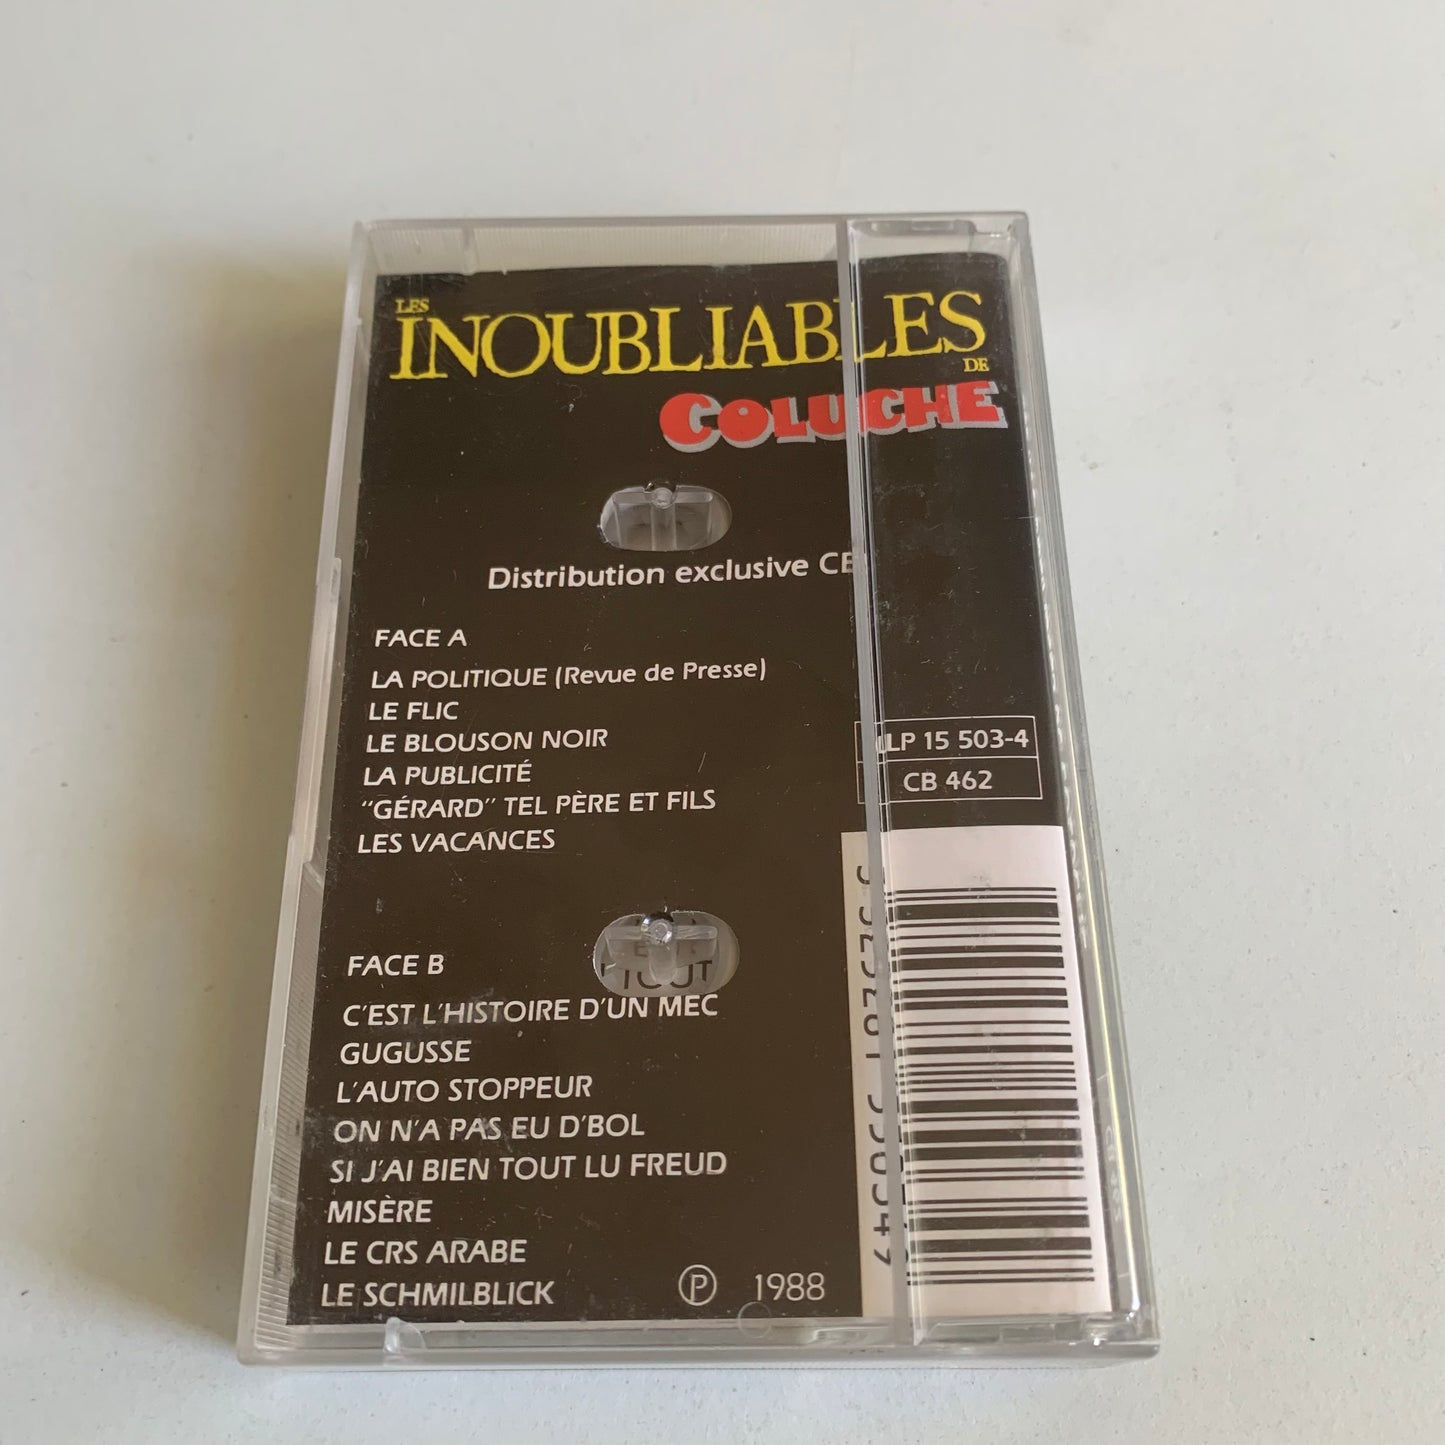 LES
INOUBLIABLES
DE
COLUCHE
Distribution exclusive
FACE A
LA POLITIQUE (Revue de Presse)
LE FLIC
LE BLOUSON NOIR
LA PUBLICITÉ
"GÉRARD" TEL PÈRE ET FILS
LES VACANCES
LP 15 503-4
CB 462
FACE B
C'EST L'HISTOIRE D'UN MEC
GUGUSSE
L'AUTO STOPPEUR
ON N'A PAS EU D'BOL
SI J'AI BIEN TOUT LU FREUD
MISÈRE
LE CRS ARABE
LE SCHMILBLICK
Ⓟ 1988